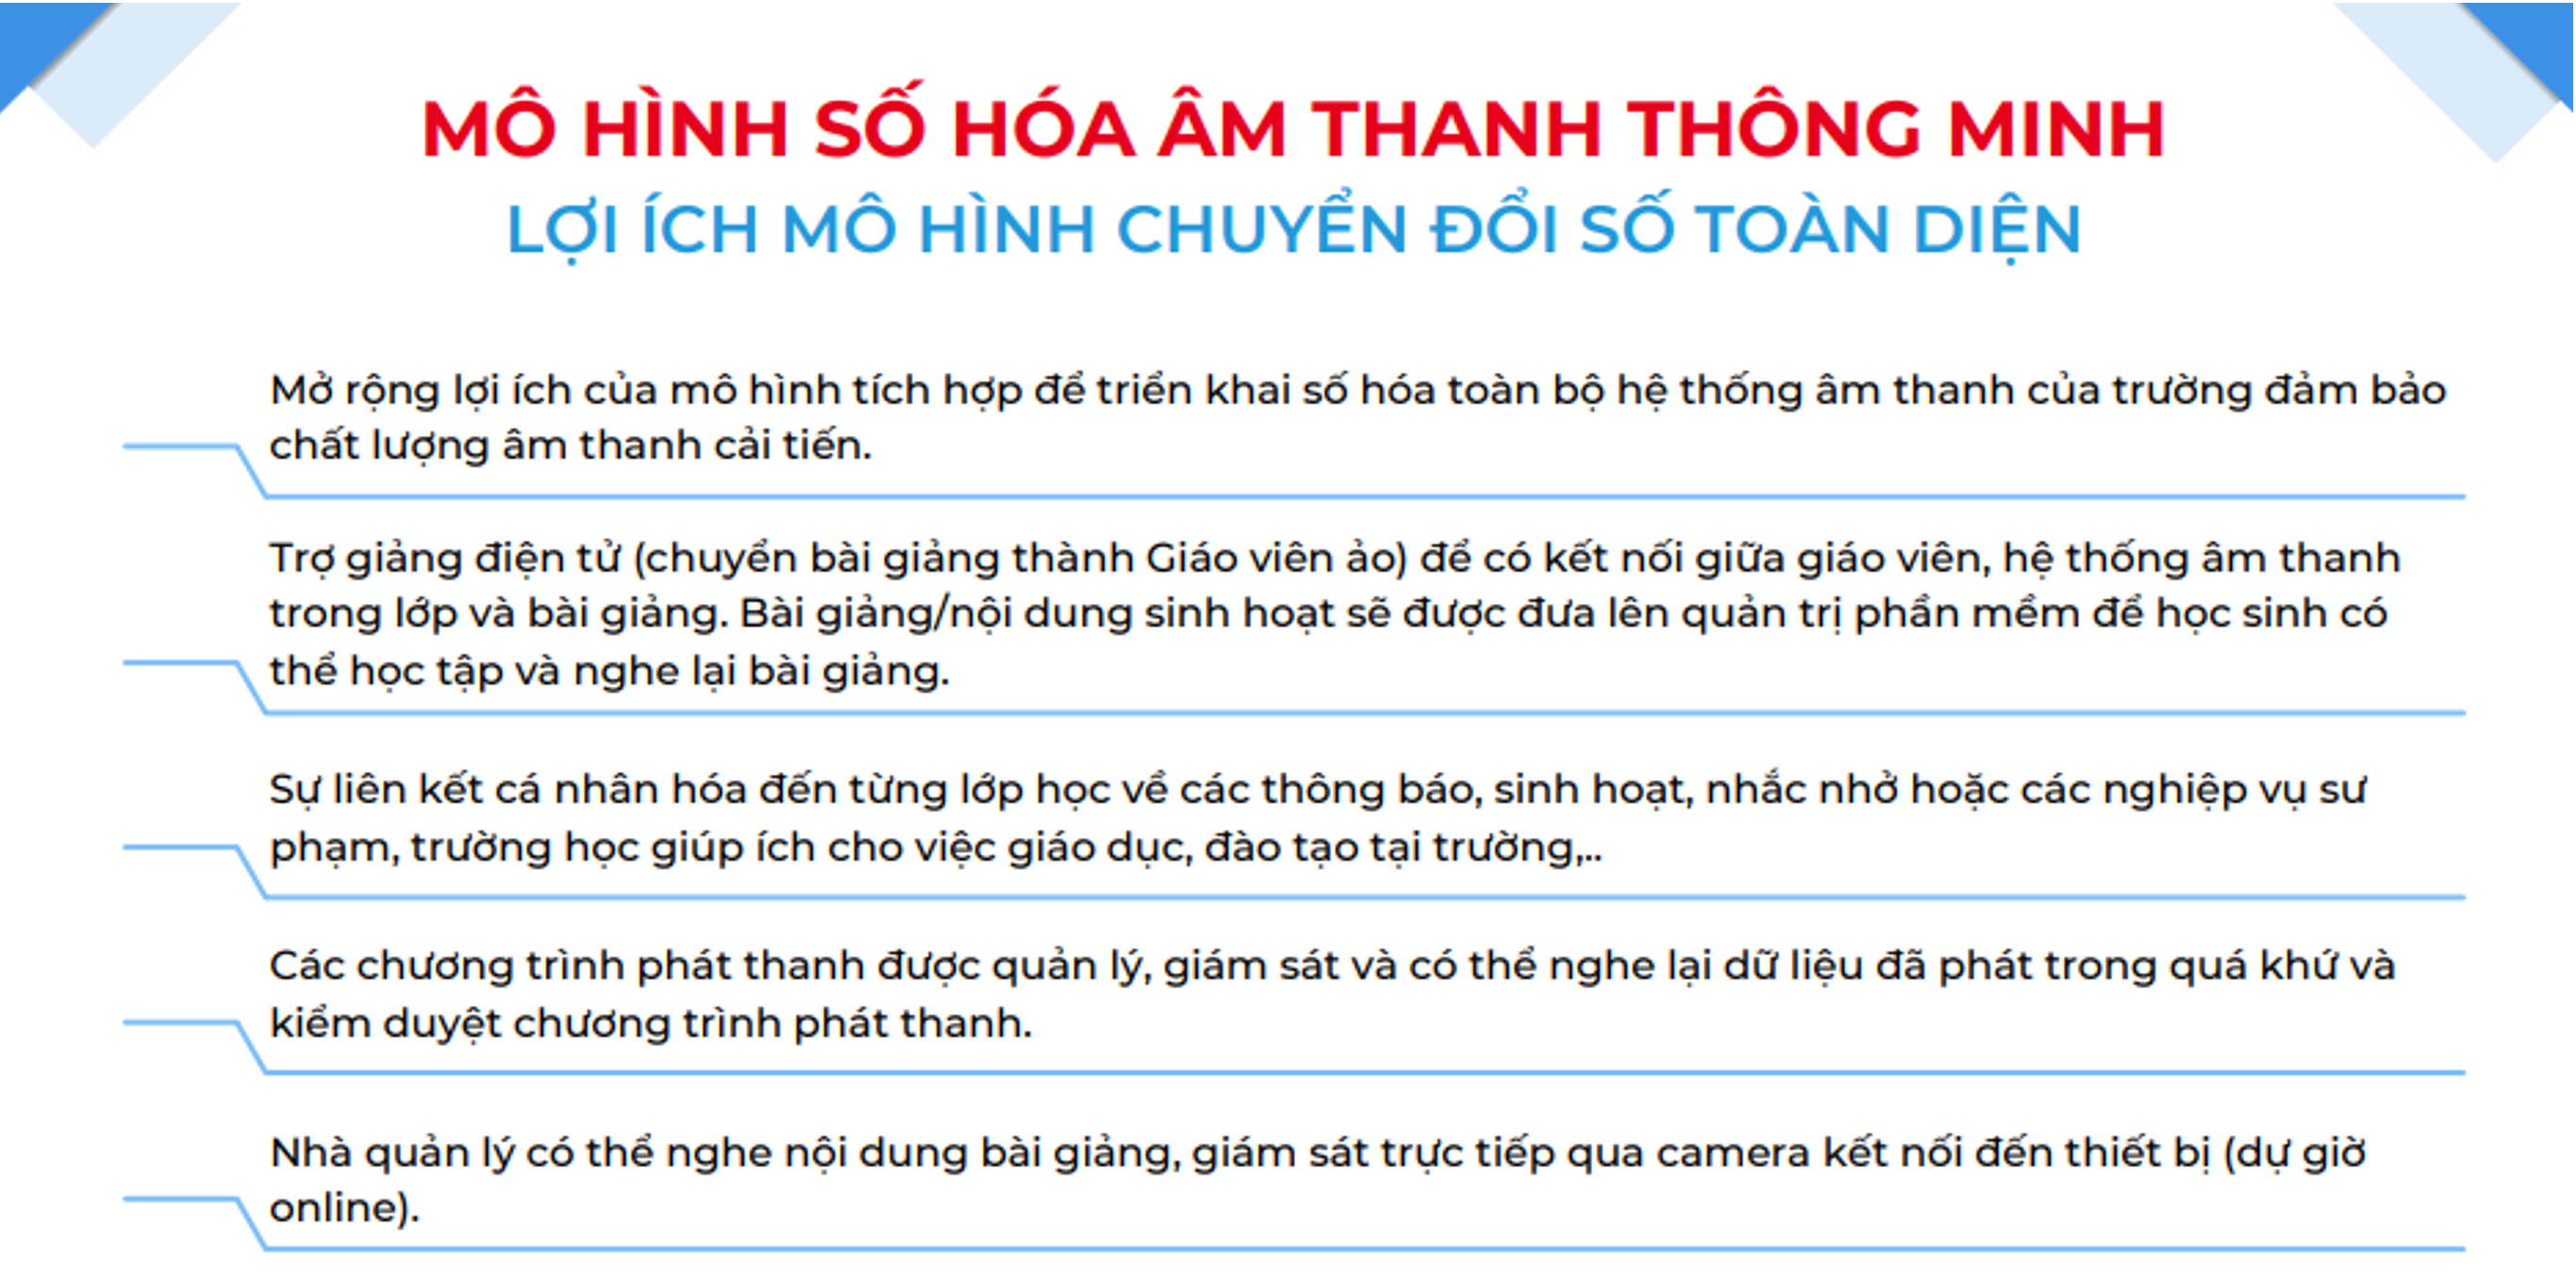 MÔ HÌNH SỐ HÓA ÂM THANH THÔNG MINH
LỢI ÍCH MÔ HÌNH CHUYỂN ĐỔI SỐ TOÀN DIỆN
Mở rộng lợi ích của mô hình tích hợp để triển khai số hóa toàn bộ hệ thống âm thanh của trường đảm bảo
chất lượng âm thanh cải tiến.
Trợ giảng điện tử (chuyển bài giảng thành Giáo viên ảo) để có kết nối giữa giáo viên, hệ thống âm thanh
trong lớp và bài giảng. Bài giảng/nội dung sinh hoạt sẽ được đưa lên quản trị phần mềm để học sinh có
thể học tập và nghe lại bài giảng.
Sự liên kết cá nhân hóa đến từng lớp học về các thông báo, sinh hoạt, nhắc nhở hoặc các nghiệp vụ sư
phạm, trường học giúp ích cho việc giáo dục, đào tạo tại trường,..
Các chương trình phát thanh được quản lý, giám sát và có thể nghe lại dữ liệu đã phát trong quá khứ và
kiểm duyệt chương trình phát thanh.
Nhà quản lý có thể nghe nội dung bài giảng, giám sát trực tiếp qua camera kết nối đến thiết bị (dự giờ
online).